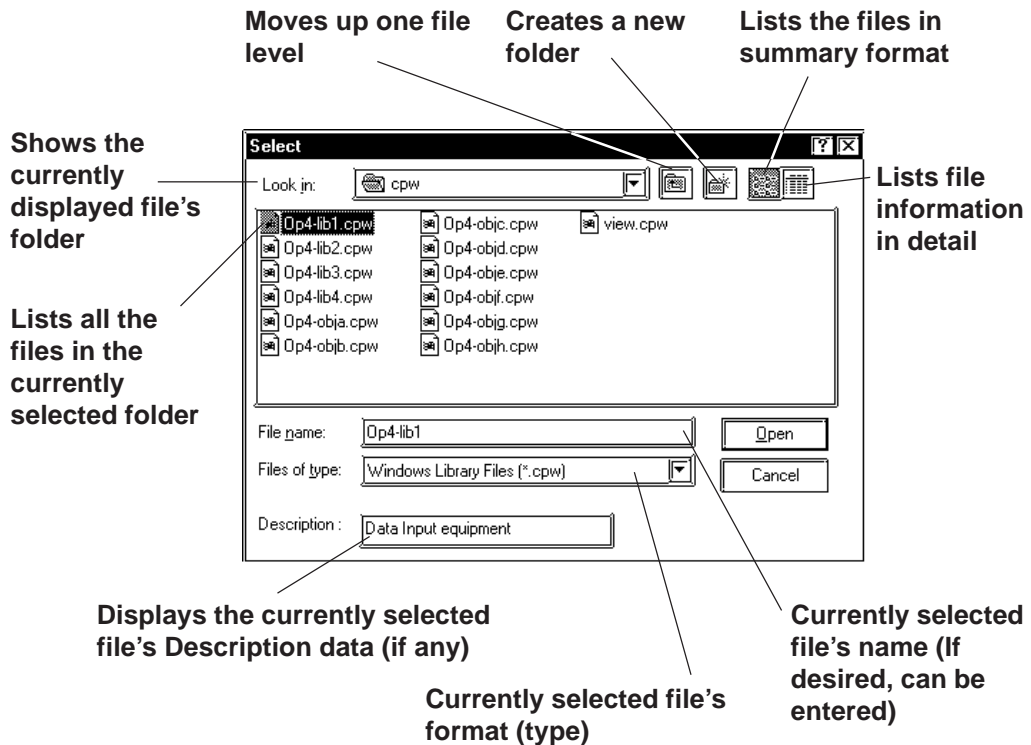 Moves up one file
level
Creates a new
folder
Lists the files in
summary format
Shows the
currently
displayed file's
folder
Select
Look in:
cpw
Lists file
information
in detail
Op4-lib1.cpw
Op4-lib2.cpw
Op4-lib3.cpw
Op4-lib4.cpw
Op4-obja.cpw
Op4-objb.cpw
Op4-objc.cpw
Op4-objd.cpw
Op4-obje.cpw
Op4-objf.cpw
Op4-objg.cpw
Op4-objh.cpw
view.cpw
Lists all the
files in the
currently
selected folder
File name:
Op4-lib1
Open
Files of type:
Windows Library Files (*.cpw)
Cancel
Description :
Data Input equipment
Displays the currently selected
file’s Description data (if any)
Currently selected file’s
format (type)
Currently selected
file’s name (If
desired, can be
entered)